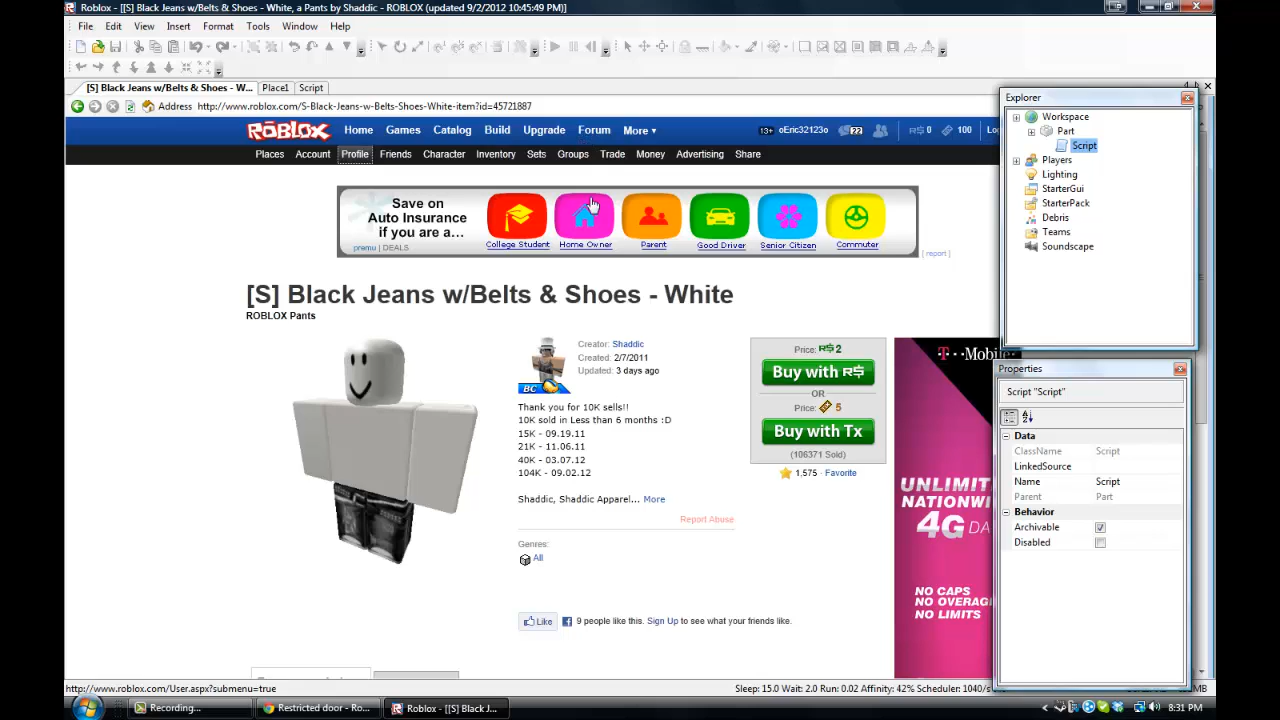 [S] Black Jeans w/Belts & Shoes - White, a Pants by Shaddic - ROBLOX (updated 9/2/2012 10:45:49 PM)]
File Edit View Insert Format Tools Window Help
[S] Black Jeans w/Belts & Shoes - W... Place1 Script
Address http://www.roblox.com/S-Black-Jeans-w-Belts-Shoes-White-item?id=45721887
ROBLOX Home Games Catalog Build Upgrade Forum More 13+ oEric32123o 22 R$ 0 100
Places Account Profile Friends Character Inventory Sets Groups Trade Money Advertising Share
Save on
Auto Insurance
if you are a...
premu | DEALS
College Student Home Owner Parent Good Driver Senior Citizen Commuter
[ report ]
[S] Black Jeans w/Belts & Shoes - White
ROBLOX Pants
Creator: Shaddic
Created: 2/7/2011
Updated: 3 days ago
BC
Thank you for 10K sells!!
10K sold in Less than 6 months :D
15K - 09.19.11
21K - 11.06.11
40K - 03.07.12
104K - 09.02.12
Shaddic, Shaddic Apparel... More
Report Abuse
Genres:
All
Like 9 people like this. Sign Up to see what your friends like.
Price: R$ 2
Buy with R$
OR
Price: 5
Buy with Tx
(106371 Sold)
1,575 - Favorite
T··Mobile
UNLIMIT
NATIONWI
4G DA
NO CAPS
NO OVERAG
NO LIMITS
Explorer
Workspace
Part
Script
Players
Lighting
StarterGui
StarterPack
Debris
Teams
Soundscape
Properties
Script "Script"
Data
ClassName Script
LinkedSource
Name Script
Parent Part
Behavior
Archivable
Disabled
http://www.roblox.com/User.aspx?submenu=true Sleep: 15.0 Wait: 2.0 Run: 0.02 Affinity: 42% Scheduler: 1040/s
Recording... Restricted door - Ro... Roblox - [[S] Black J... 8:31 PM